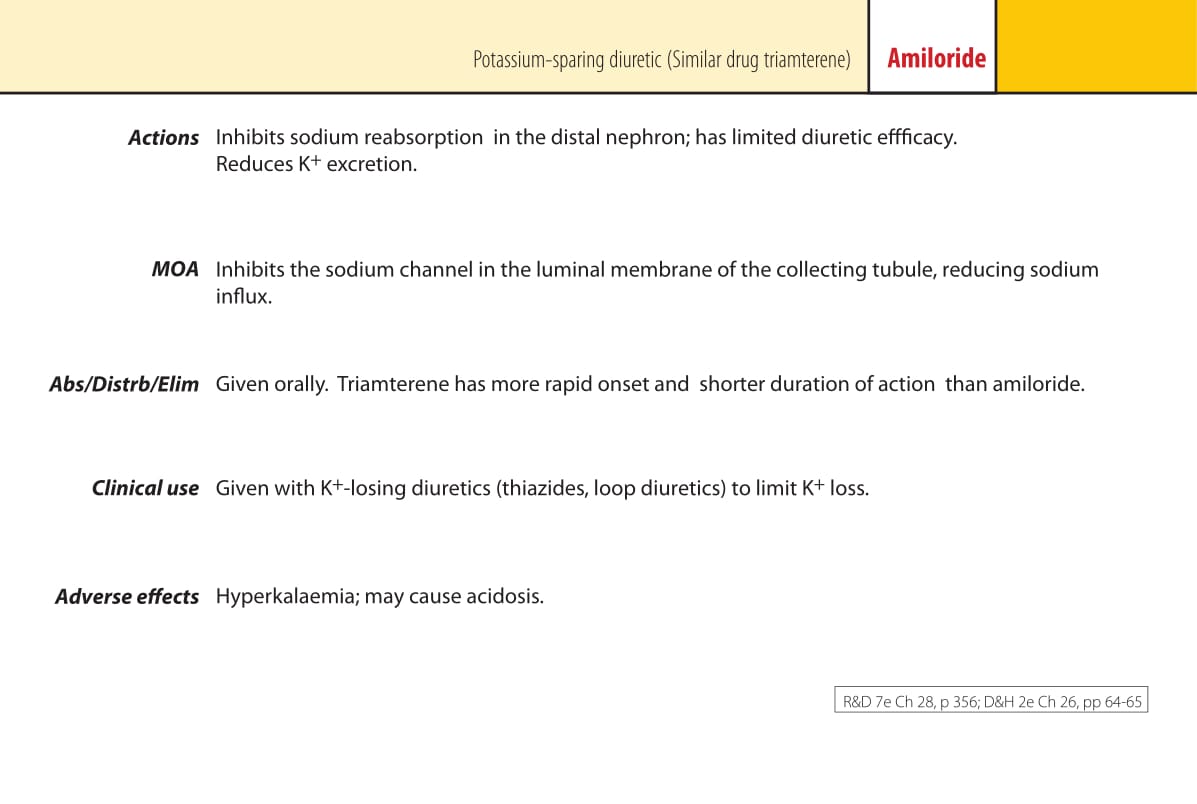 Potassium-sparing diuretic (Similar drug triamterene) Amiloride
Actions Inhibits sodium reabsorption in the distal nephron; has limited diuretic effficacy.
Reduces K+ excretion.
MOA Inhibits the sodium channel in the luminal membrane of the collecting tubule, reducing sodium
influx.
Abs/Distrb/Elim Given orally. Triamterene has more rapid onset and shorter duration of action than amiloride.
Clinical use Given with K+-losing diuretics (thiazides, loop diuretics) to limit K+ loss.
Adverse effects Hyperkalaemia; may cause acidosis.
R&D 7e Ch 28, p 356; D&H 2e Ch 26, pp 64-65